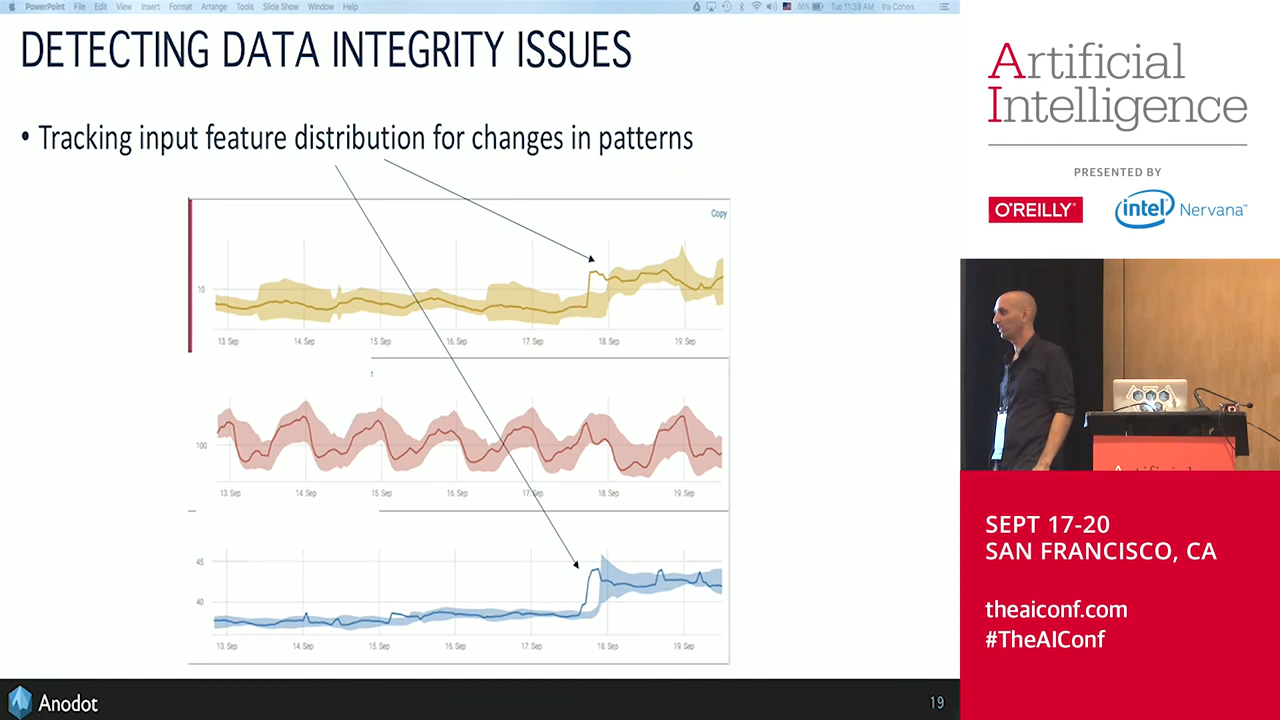 PowerPoint File Edit View Insert Format Arrange Tools Slide Show Window Help 86% Tue 11:39 AM Ira Cohen
DETECTING DATA INTEGRITY ISSUES
• Tracking input feature distribution for changes in patterns
Copy
10
13. Sep 14. Sep 15. Sep 16. Sep 17. Sep 18. Sep 19. Sep
100
13. Sep 14. Sep 15. Sep 16. Sep 17. Sep 18. Sep 19. Sep
45
40
13. Sep 14. Sep 15. Sep 16. Sep 17. Sep 18. Sep 19. Sep
Anodot
19
Artificial
Intelligence
PRESENTED BY
O'REILLY intel Nervana™
Artificial
SEPT 17-20
SAN FRANCISCO, CA
theaiconf.com
#TheAIConf